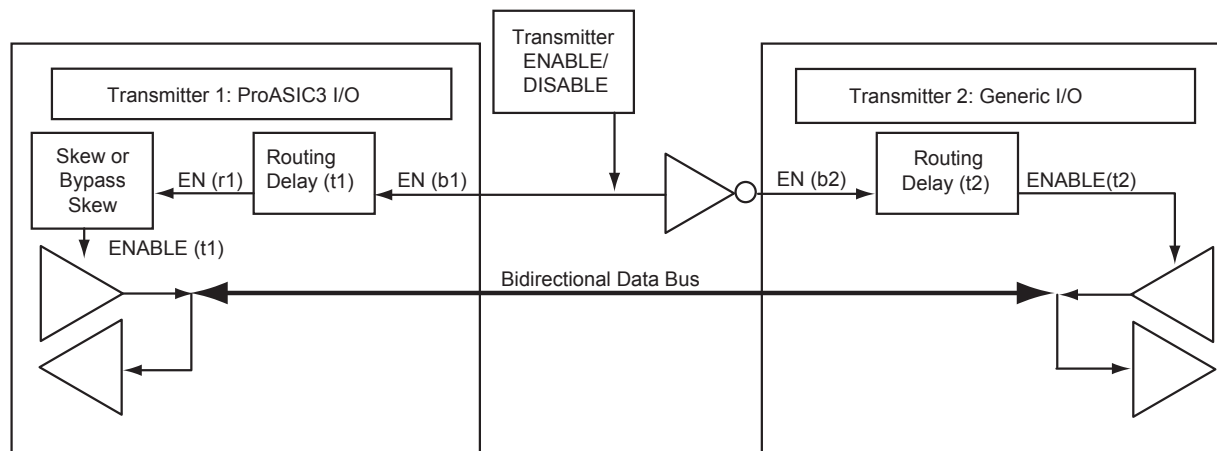 Transmitter
ENABLE/
DISABLE
Transmitter 1: ProASIC3 I/O
Transmitter 2: Generic I/O
Skew or
Bypass
Skew
EN (r1)
Routing
Delay (t1)
EN (b1)
EN (b2)
Routing
Delay (t2)
ENABLE(t2)
ENABLE (t1)
Bidirectional Data Bus